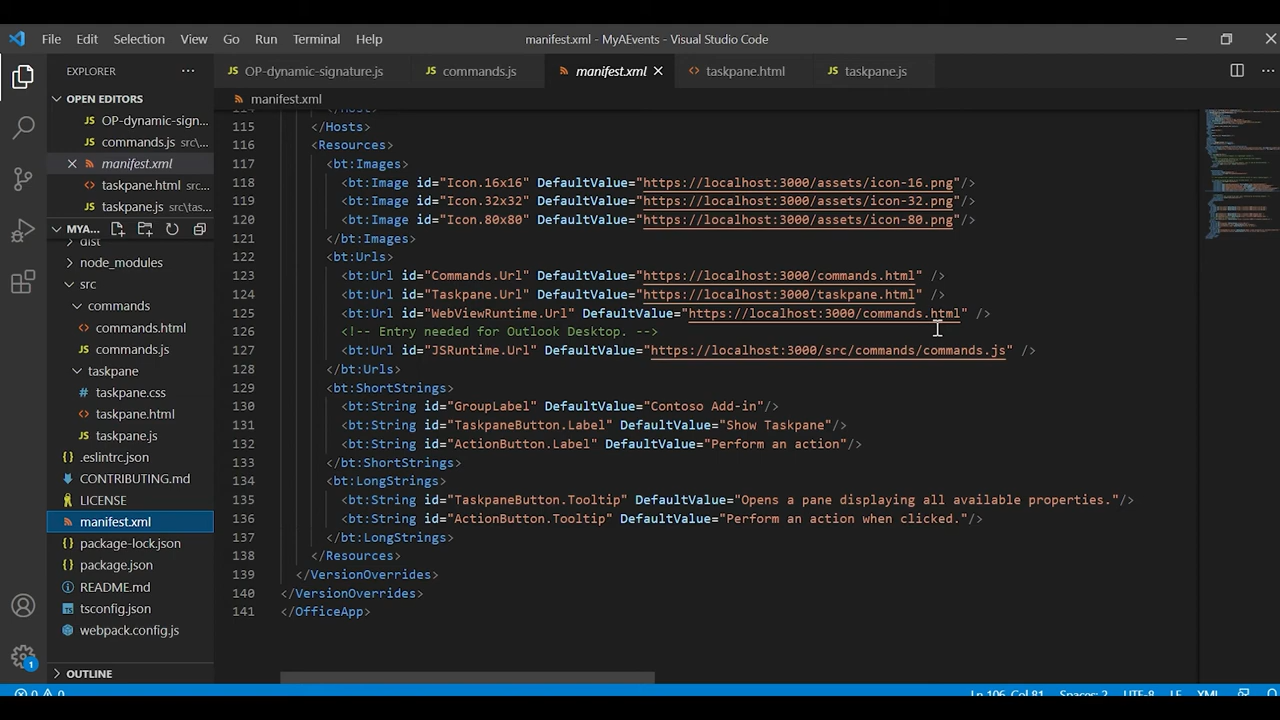 File Edit Selection View Go Run Terminal Help
manifest.xml - MyAEvents - Visual Studio Code
EXPLORER
OP-dynamic-signature.js
commands.js
manifest.xml
taskpane.html
taskpane.js
OPEN EDITORS
OP-dynamic-sign...
commands.js src\...
manifest.xml
taskpane.html src\...
taskpane.js src\tas...
MYA...
dist
node_modules
src
commands
commands.html
commands.js
taskpane
taskpane.css
taskpane.html
taskpane.js
.eslintrc.json
CONTRIBUTING.md
LICENSE
manifest.xml
package-lock.json
package.json
README.md
tsconfig.json
webpack.config.js
OUTLINE
manifest.xml
115 </Hosts>
116 <Resources>
117 <bt:Images>
118 <bt:Image id="Icon.16x16" DefaultValue="https://localhost:3000/assets/icon-16.png"/>
119 <bt:Image id="Icon.32x32" DefaultValue="https://localhost:3000/assets/icon-32.png"/>
120 <bt:Image id="Icon.80x80" DefaultValue="https://localhost:3000/assets/icon-80.png"/>
121 </bt:Images>
122 <bt:Urls>
123 <bt:Url id="Commands.Url" DefaultValue="https://localhost:3000/commands.html" />
124 <bt:Url id="Taskpane.Url" DefaultValue="https://localhost:3000/taskpane.html" />
125 <bt:Url id="WebViewRuntime.Url" DefaultValue="https://localhost:3000/commands.html" />
126 <!-- Entry needed for Outlook Desktop. -->
127 <bt:Url id="JSRuntime.Url" DefaultValue="https://localhost:3000/src/commands/commands.js" />
128 </bt:Urls>
129 <bt:ShortStrings>
130 <bt:String id="GroupLabel" DefaultValue="Contoso Add-in"/>
131 <bt:String id="TaskpaneButton.Label" DefaultValue="Show Taskpane"/>
132 <bt:String id="ActionButton.Label" DefaultValue="Perform an action"/>
133 </bt:ShortStrings>
134 <bt:LongStrings>
135 <bt:String id="TaskpaneButton.Tooltip" DefaultValue="Opens a pane displaying all available properties."/>
136 <bt:String id="ActionButton.Tooltip" DefaultValue="Perform an action when clicked."/>
137 </bt:LongStrings>
138 </Resources>
139 </VersionOverrides>
140 </VersionOverrides>
141 </OfficeApp>
1
0 0 Ln 106, Col 81 Spaces: 2 UTF-8 LF XML